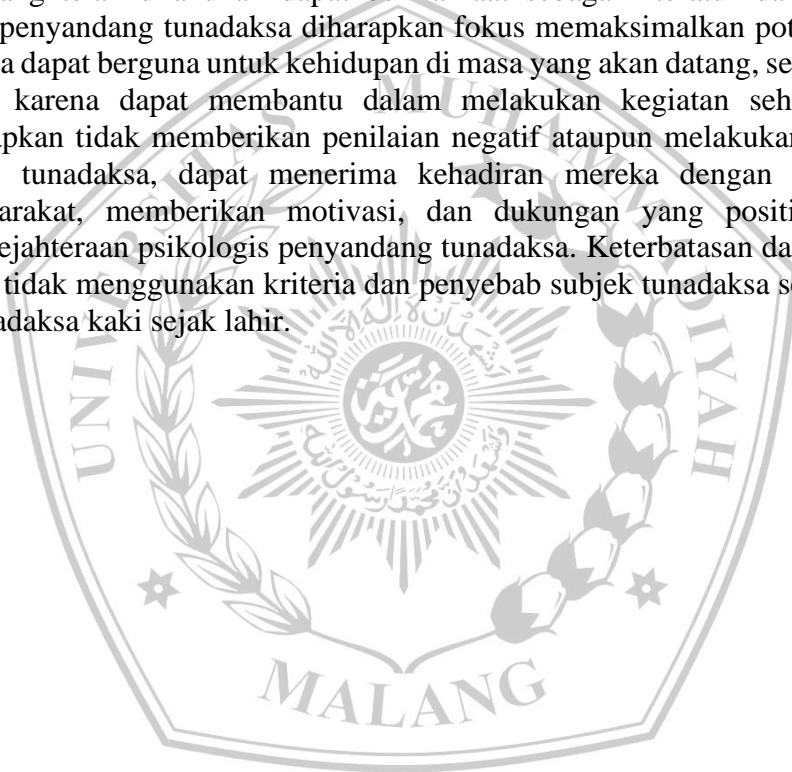 penyandang tunadaksa diharapkan fokus memaksimalkan pot
a dapat berguna untuk kehidupan di masa yang akan datang, se
karena dapat membantu dalam melakukan kegiatan seh
apkan tidak memberikan penilaian negatif ataupun melakukan
tunadaksa, dapat menerima kehadiran mereka dengan
arakat, memberikan motivasi, dan dukungan yang positi
ejahteraan psikologis penyandang tunadaksa. Keterbatasan da
tidak menggunakan kriteria dan penyebab subjek tunadaksa se
adaksa kaki sejak lahir.
UNIVERSITAS MUHAMMADIYAH
MALANG